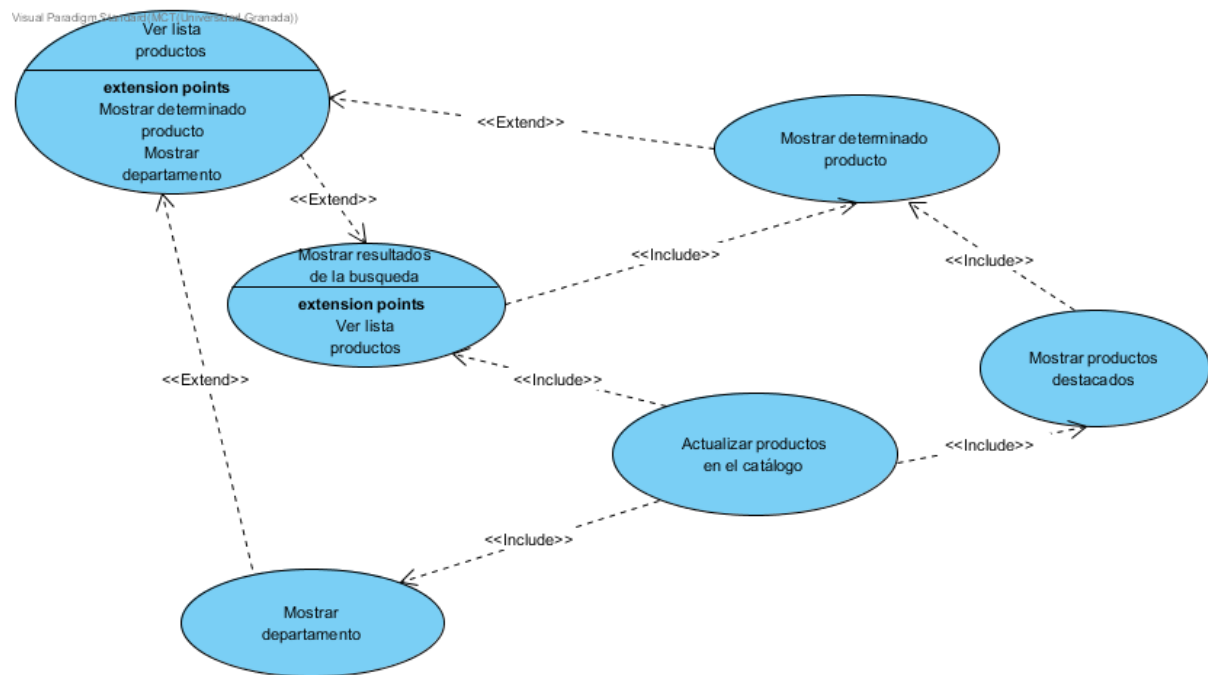 Visual Paradigm Standard(MCT(Universidad Granada))
Ver lista
productos
extension points
Mostrar determinado
producto
Mostrar
departamento
<<Extend>>
Mostrar determinado
producto
<<Extend>>
Mostrar resultados
de la busqueda
extension points
Ver lista
productos
<<Include>>
<<Include>>
Mostrar productos
destacados
<<Extend>>
<<Include>>
Actualizar productos
en el catálogo
<<Include>>
<<Include>>
Mostrar
departamento